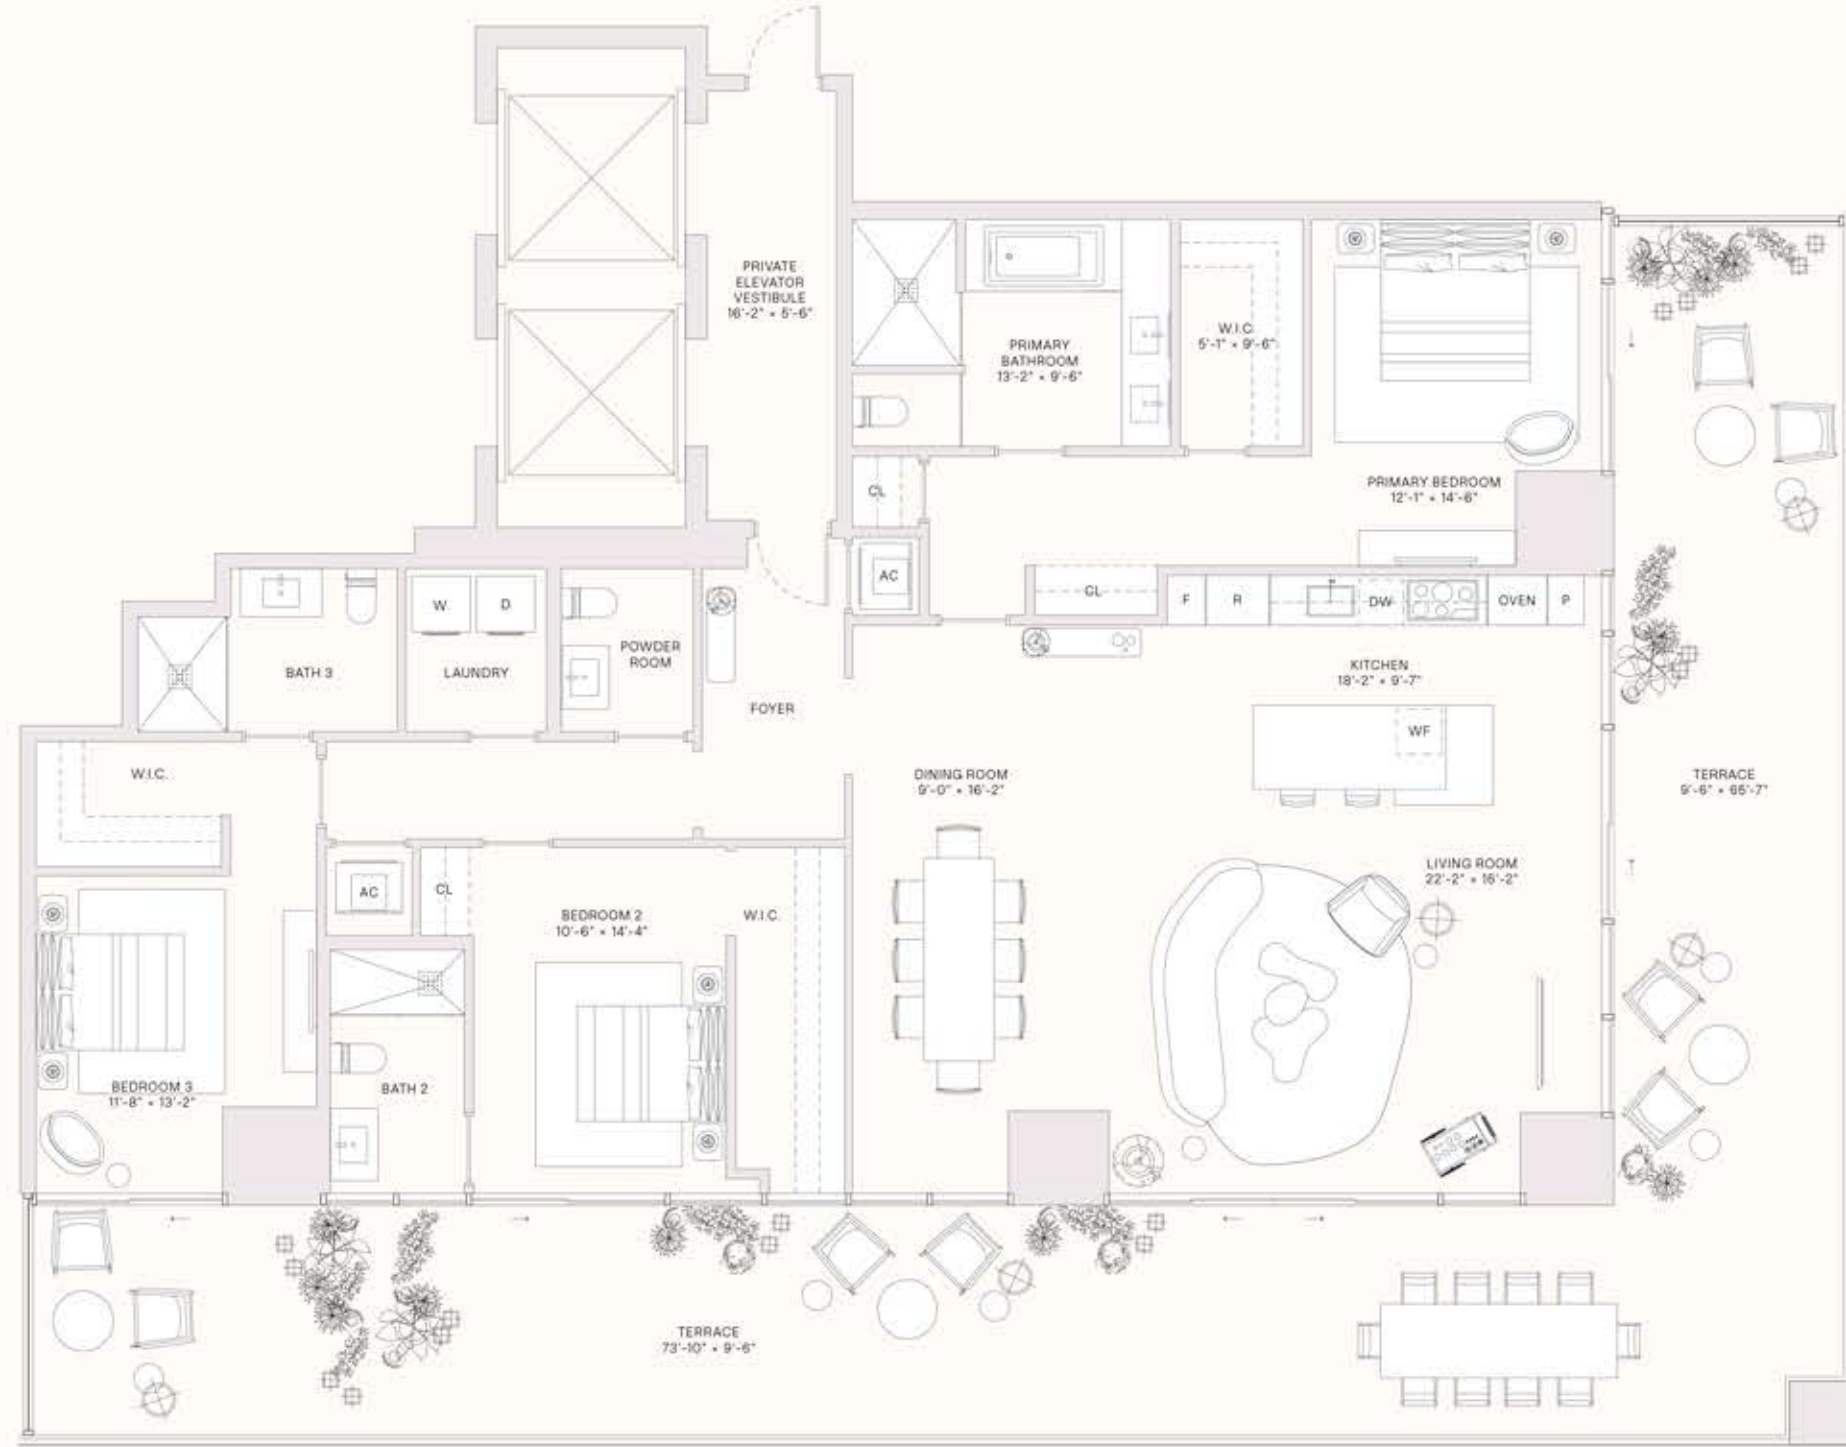 PRIVATE
ELEVATOR
VESTIBULE
16'-2" × 5'-6"
PRIMARY
BATHROOM
13'-2" × 9'-6"
W.I.C.
5'-1" × 9'-6"
PRIMARY BEDROOM
12'-1" × 14'-6"
CL
AC
CL
F
R
DW
OVEN
P
W
D
BATH 3
LAUNDRY
POWDER
ROOM
FOYER
KITCHEN
18'-2" × 9'-7"
WF
W.I.C.
DINING ROOM
9'-0" × 16'-2"
TERRACE
9'-6" × 65'-7"
LIVING ROOM
22'-2" × 16'-2"
AC
CL
BEDROOM 2
10'-6" × 14'-4"
W.I.C.
BEDROOM 3
11'-8" × 13'-2"
BATH 2
TERRACE
73'-10" × 9'-6"